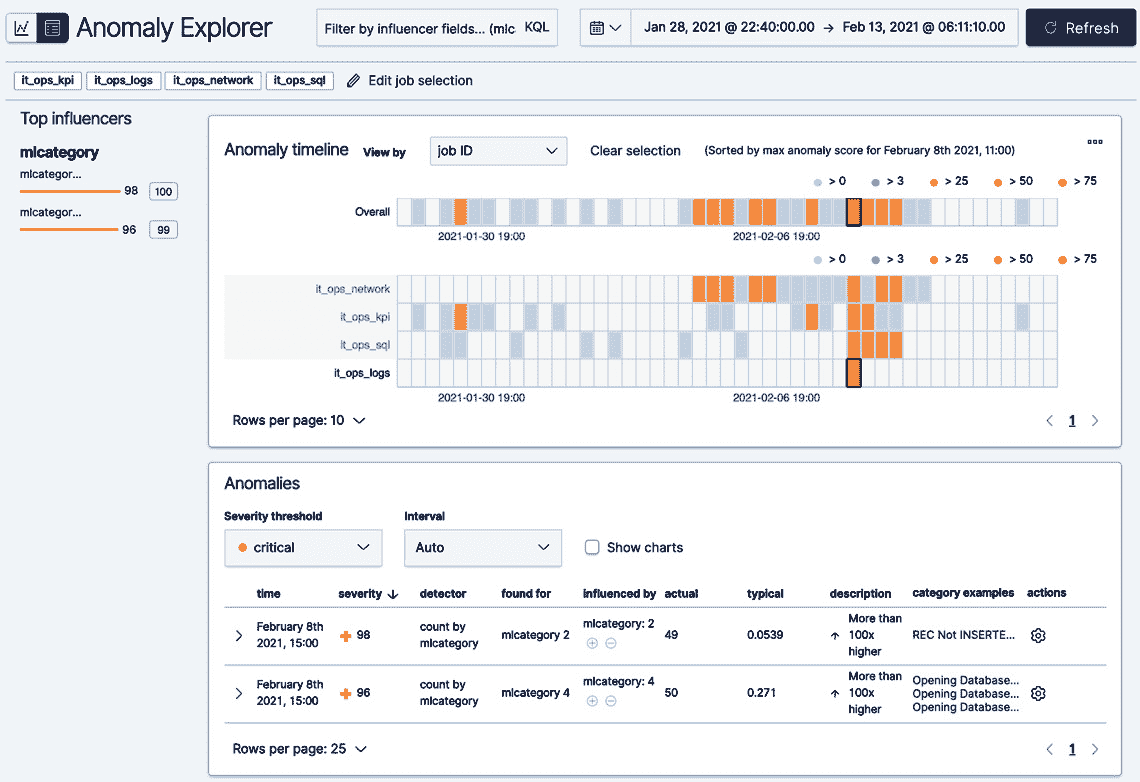 Anomaly Explorer
Filter by influencer fields... (mlc KQL
Jan 28, 2021 @ 22:40:00.00 → Feb 13, 2021 @ 06:11:10.00
Refresh
it_ops_kpi it_ops_logs it_ops_network it_ops_sql Edit job selection
Top influencers
mlcategory
mlcategor...
98 100
mlcategor...
96 99
Anomaly timeline View by job ID Clear selection (Sorted by max anomaly score for February 8th 2021, 11:00)
> 0 > 3 > 25 > 50 > 75
Overall
2021-01-30 19:00 2021-02-06 19:00
> 0 > 3 > 25 > 50 > 75
it_ops_network
it_ops_kpi
it_ops_sql
it_ops_logs
2021-01-30 19:00 2021-02-06 19:00
Rows per page: 10 1
Anomalies
Severity threshold Interval
critical Auto Show charts
time severity ↓ detector found for influenced by actual typical description category examples actions
February 8th 2021, 15:00 98 count by mlcategory mlcategory 2 mlcategory: 2 49 0.0539 ↑ More than 100x higher REC Not INSERTE...
February 8th 2021, 15:00 96 count by mlcategory mlcategory 4 mlcategory: 4 50 0.271 ↑ More than 100x higher Opening Database...
Opening Database...
Opening Database...
Rows per page: 25 1